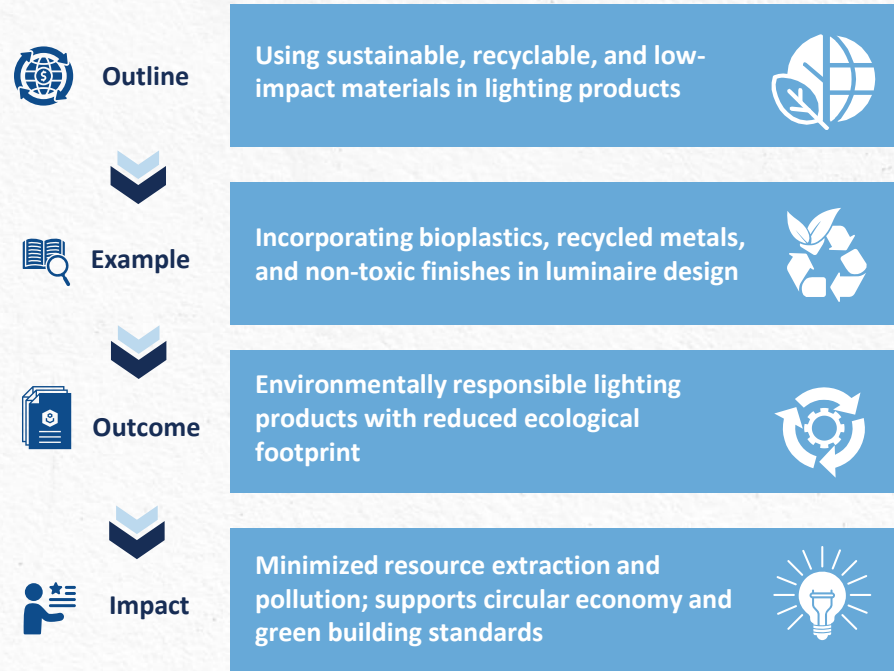 Outline
Using sustainable, recyclable, and low-
impact materials in lighting products
Example
Incorporating bioplastics, recycled metals,
and non-toxic finishes in luminaire design
Outcome
Environmentally responsible lighting
products with reduced ecological
footprint
Impact
Minimized resource extraction and
pollution; supports circular economy and
green building standards